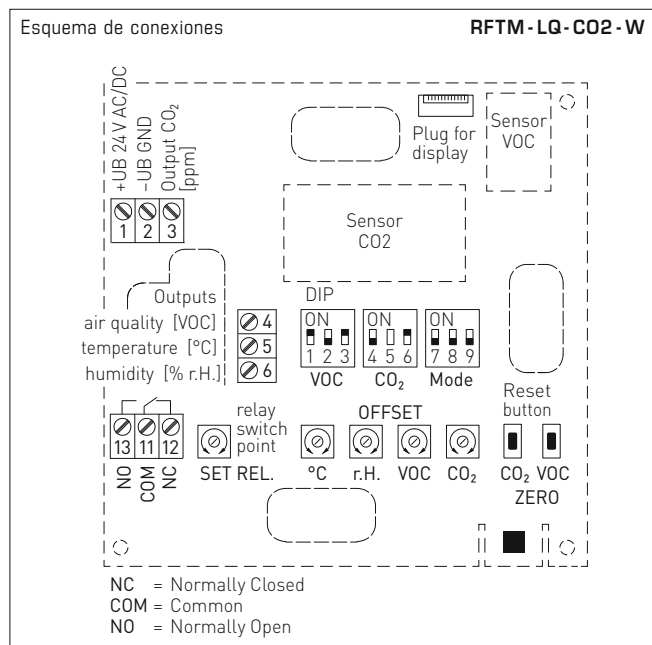 Esquema de conexiones
RFTM-LQ-CO2-W
+UB 24V AC/DC
–UB GND
Output CO₂
[ppm]
1 2 3
Plug for
display
Sensor
VOC
Sensor
CO2
Outputs
air quality [VOC]
temperature [°C]
humidity [% r.H.]
4
5
6
DIP
ON
1 2 3
VOC
ON
4 5 6
CO₂
ON
7 8 9
Mode
13 11 12
NO
COM
NC
relay
switch
point
SET REL.
OFFSET
°C
r.H.
VOC
CO₂
Reset
button
CO₂ VOC
ZERO
NC = Normally Closed
COM = Common
NO = Normally Open